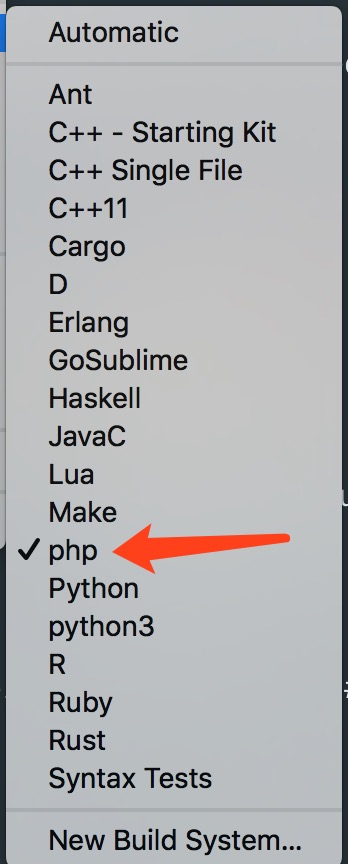 Automatic
Ant
C++ - Starting Kit
C++ Single File
C++11
Cargo
D
Erlang
GoSublime
Haskell
JavaC
Lua
Make
php
Python
python3
R
Ruby
Rust
Syntax Tests
New Build System...